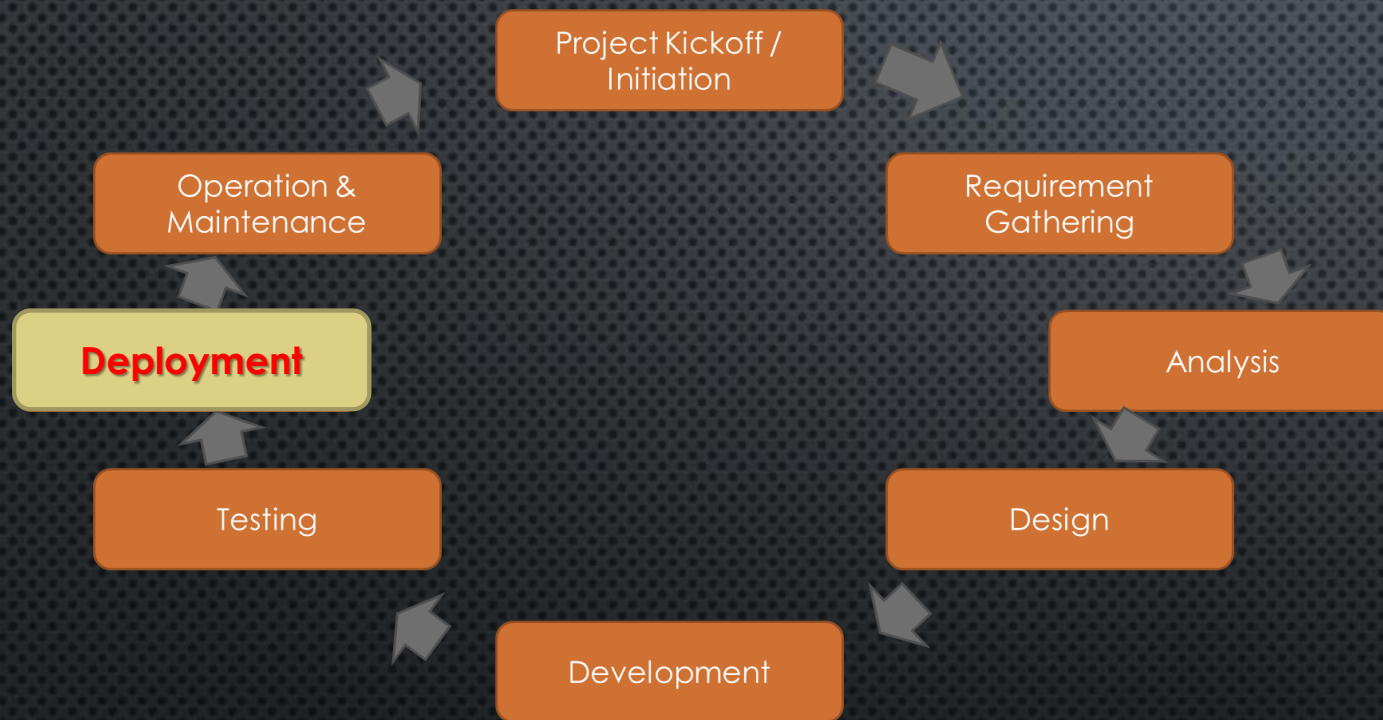 Project Kickoff /
Initiation
Requirement
Gathering
Analysis
Design
Development
Testing
Deployment
Operation &
Maintenance